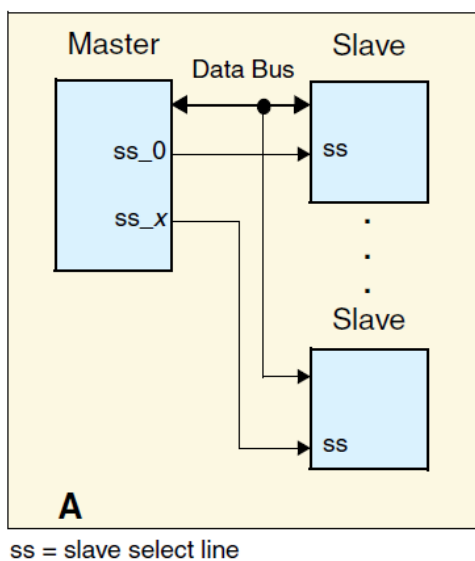 Master
Slave
Data Bus
ss_0
ss
ss_x
.
.
.
Slave
ss
A
ss = slave select line